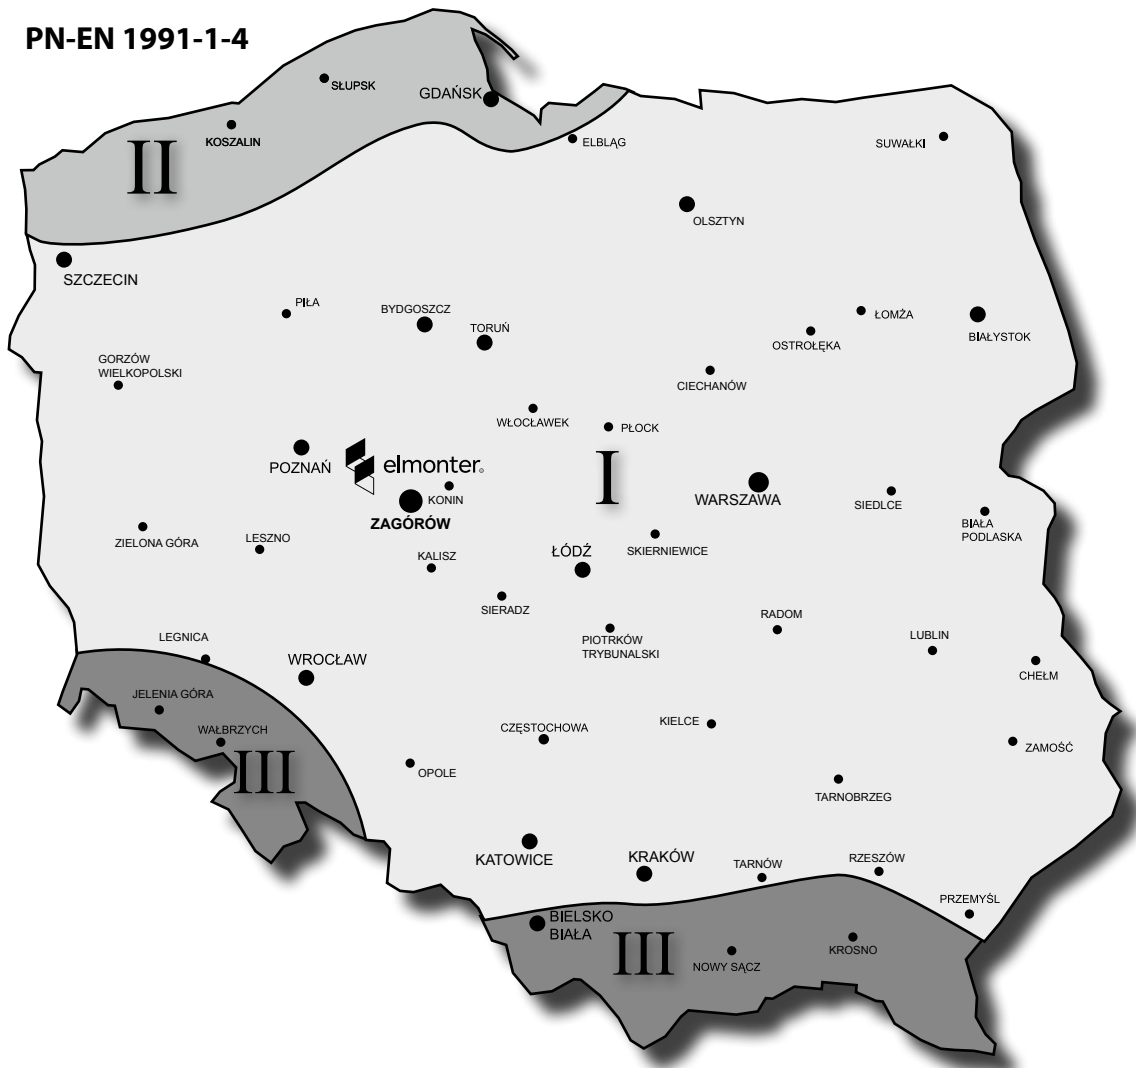 PN-EN 1991-1-4
SŁUPSK
GDAŃSK
KOSZALIN
ELBLĄG
SUWAŁKI
II
OLSZTYN
SZCZECIN
PIŁA
BYDGOSZCZ
TORUŃ
ŁOMŻA
OSTROŁĘKA
BIAŁYSTOK
GORZÓW
WIELKOPOLSKI
CIECHANÓW
WŁOCŁAWEK
PŁOCK
POZNAŃ
elmonter®
I
KONIN
WARSZAWA
SIEDLCE
ZAGÓRÓW
BIAŁA
PODLASKA
ZIELONA GÓRA
LESZNO
KALISZ
ŁÓDŹ
SKIERNIEWICE
SIERADZ
RADOM
PIOTRKÓW
TRYBUNALSKI
LEGNICA
WROCŁAW
LUBLIN
CHEŁM
JELENIA GÓRA
WAŁBRZYCH
CZĘSTOCHOWA
KIELCE
ZAMOŚĆ
III
OPOLE
TARNOBRZEG
KATOWICE
KRAKÓW
TARNÓW
RZESZÓW
PRZEMYŚL
BIELSKO
BIAŁA
III
NOWY SĄCZ
KROSNO